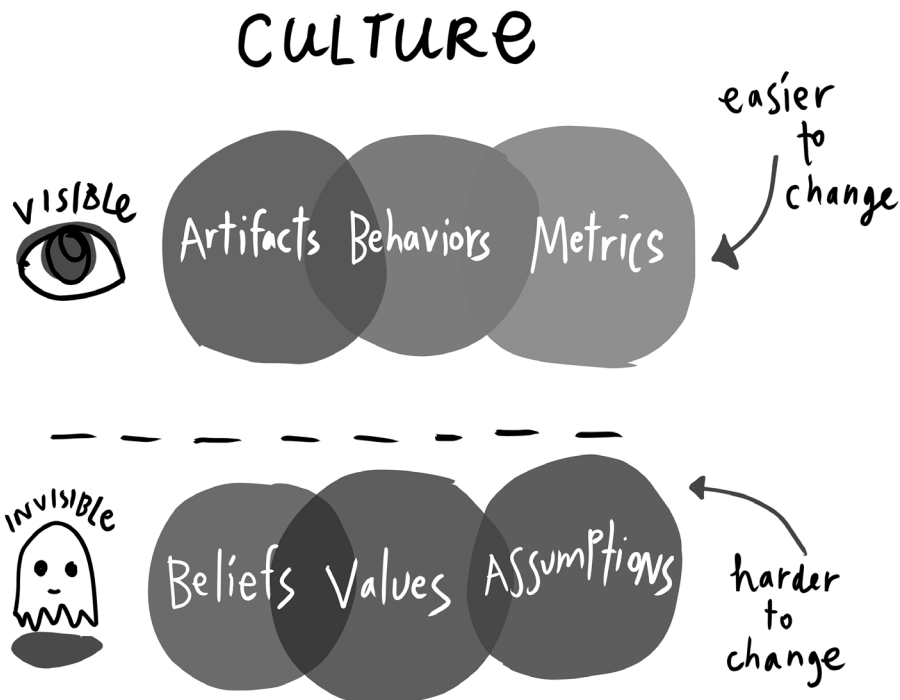 CULTURE
easier
to
change
VISIBLE
Artifacts
Behaviors
Metrics
INVISIBLE
Beliefs
Values
Assumptions
harder
to
change